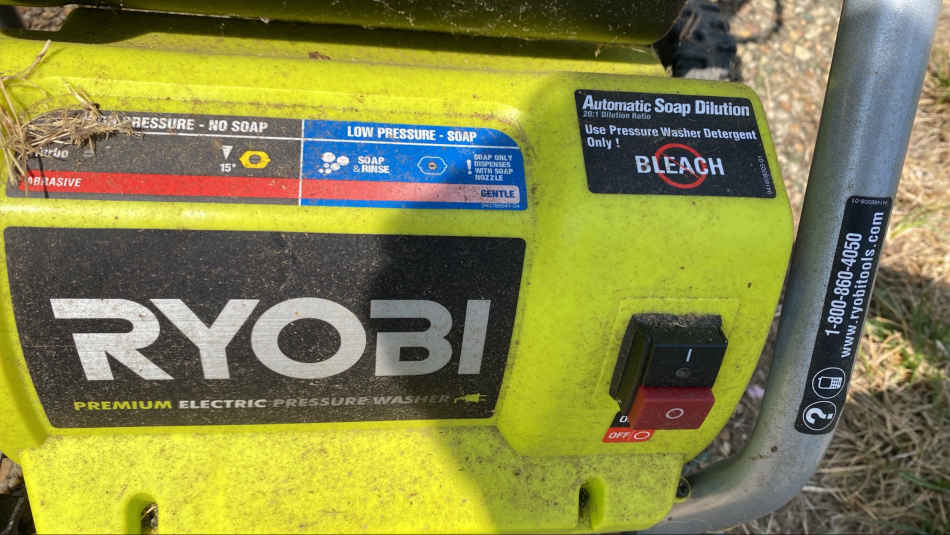 PRESSURE - NO SOAP
15°
ABRASIVE
LOW PRESSURE - SOAP
SOAP
& RINSE
! SOAP ONLY
DISPENSES
WITH SOAP
NOZZLE
GENTLE
Automatic Soap Dilution
20:1 Dilution Ratio
Use Pressure Washer Detergent
Only !
BLEACH
RYOBI
PREMIUM ELECTRIC PRESSURE WASHER
I
O
OFF O
?
1-800-860-4050
www.ryobitools.com